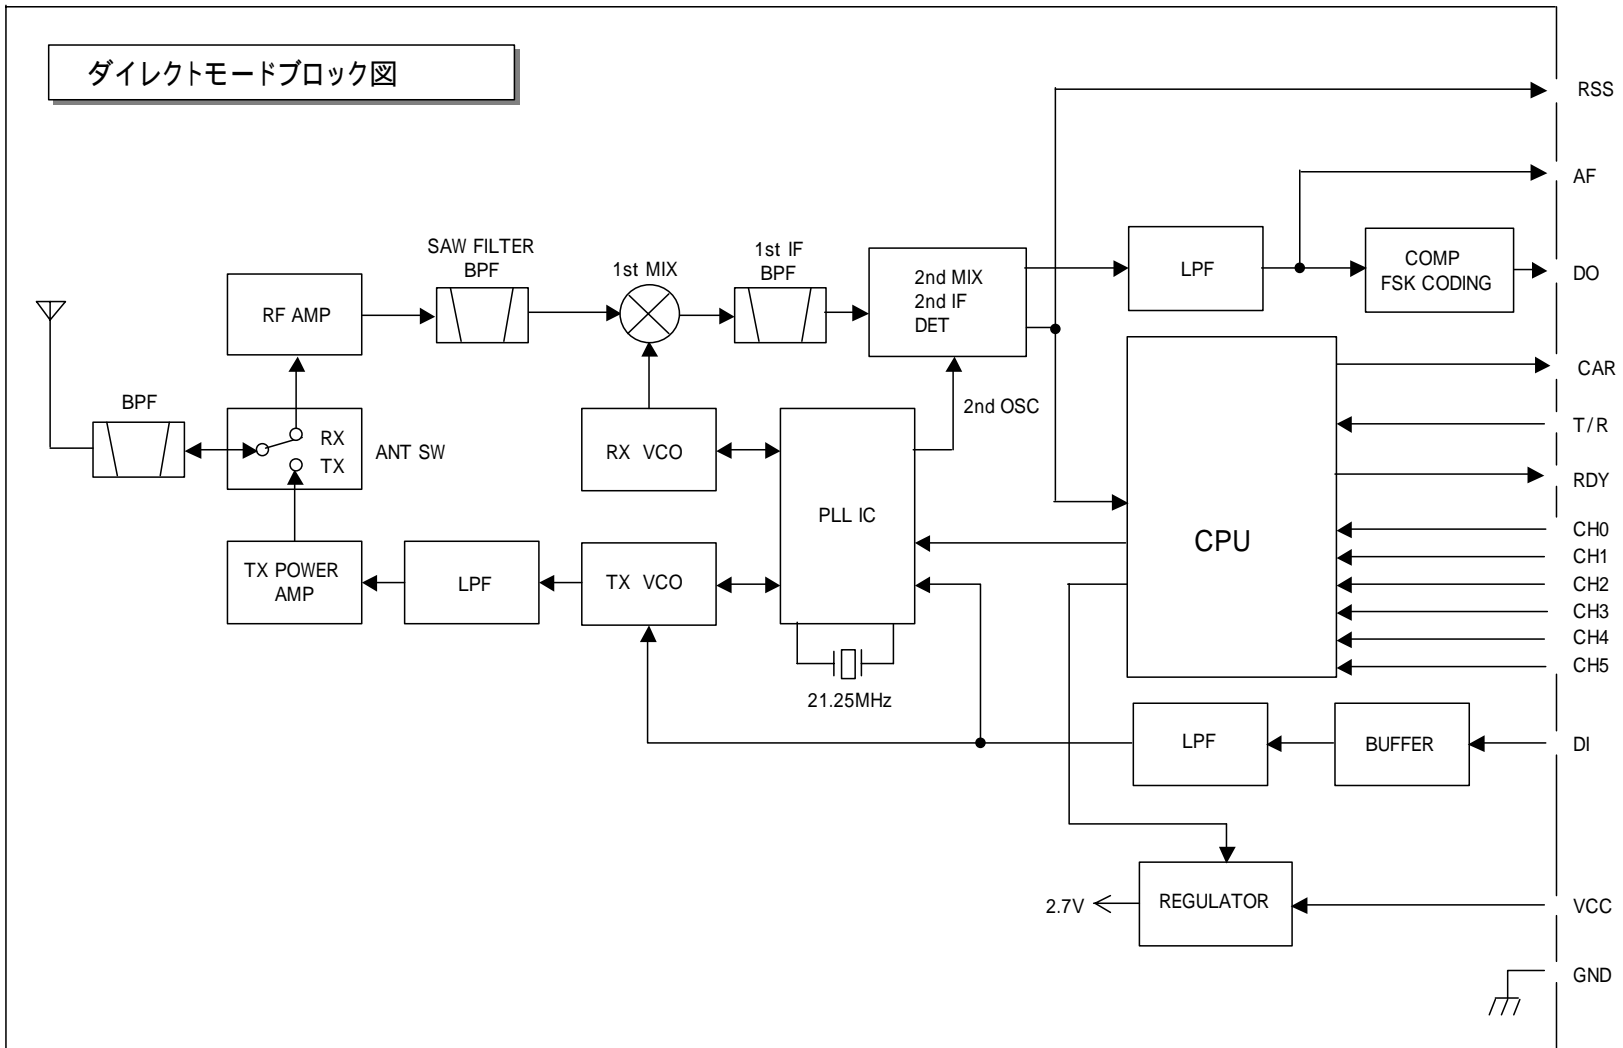 ダイレクトモードブロック図
RSS
AF
SAW FILTER
BPF
1st MIX
1st IF
BPF
2nd MIX
2nd IF
DET
LPF
COMP
FSK CODING
DO
RF AMP
CAR
BPF
RX
TX
ANT SW
RX VCO
2nd OSC
T/R
RDY
PLL IC
CPU
CH0
CH1
CH2
CH3
CH4
CH5
TX POWER
AMP
LPF
TX VCO
21.25MHz
LPF
BUFFER
DI
2.7V
REGULATOR
VCC
GND